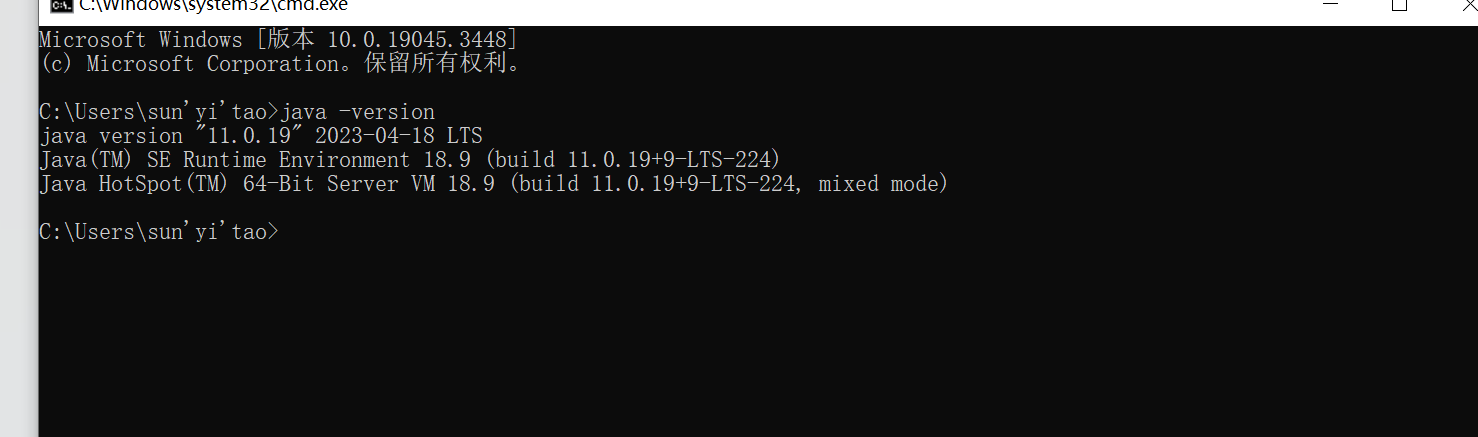 C:\Windows\system32\cmd.exe
Microsoft Windows [版本 10.0.19045.3448]
(c) Microsoft Corporation。保留所有权利。
C:\Users\sun'yi'tao>java -version
java version "11.0.19" 2023-04-18 LTS
Java(TM) SE Runtime Environment 18.9 (build 11.0.19+9-LTS-224)
Java HotSpot(TM) 64-Bit Server VM 18.9 (build 11.0.19+9-LTS-224, mixed mode)
C:\Users\sun'yi'tao>